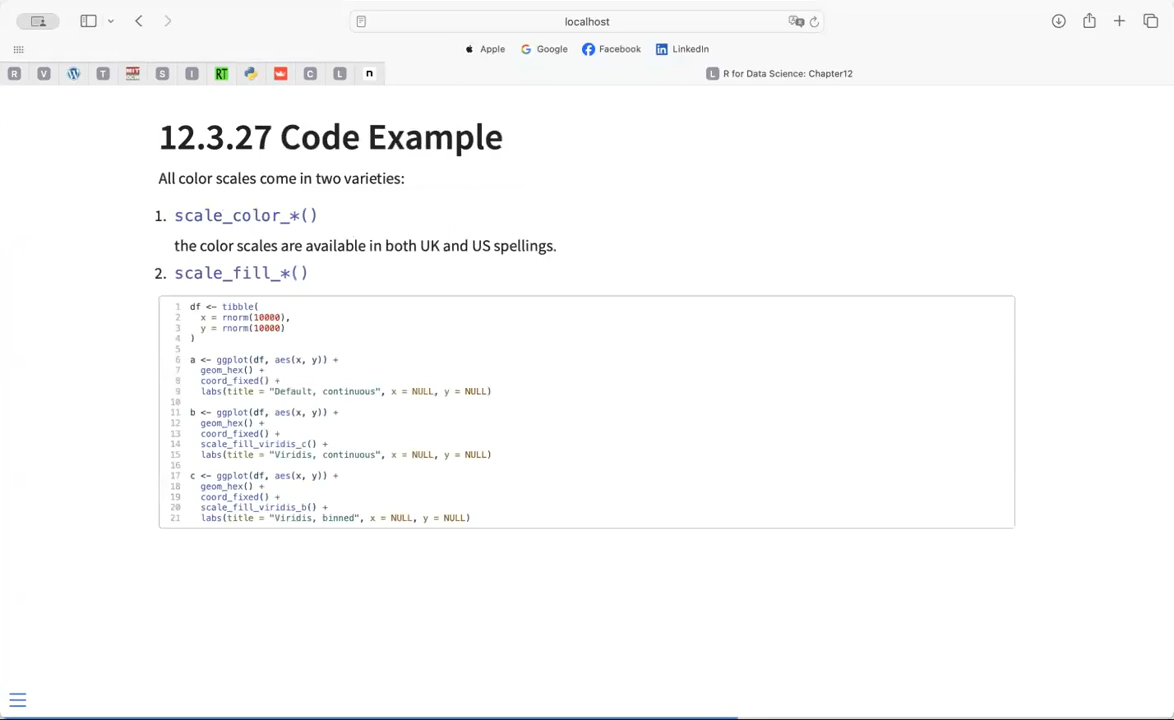 localhost
Apple
Google
Facebook
LinkedIn
R
V
T
S
I
RT
C
L
n
L R for Data Science: Chapter12
12.3.27 Code Example
All color scales come in two varieties:
1. scale_color_*()
the color scales are available in both UK and US spellings.
2. scale_fill_*()
1 df <- tibble(
2 x = rnorm(10000),
3 y = rnorm(10000)
4 )
5
6 a <- ggplot(df, aes(x, y)) +
7 geom_hex() +
8 coord_fixed() +
9 labs(title = "Default, continuous", x = NULL, y = NULL)
10
11 b <- ggplot(df, aes(x, y)) +
12 geom_hex() +
13 coord_fixed() +
14 scale_fill_viridis_c() +
15 labs(title = "Viridis, continuous", x = NULL, y = NULL)
16
17 c <- ggplot(df, aes(x, y)) +
18 geom_hex() +
19 coord_fixed() +
20 scale_fill_viridis_b() +
21 labs(title = "Viridis, binned", x = NULL, y = NULL)